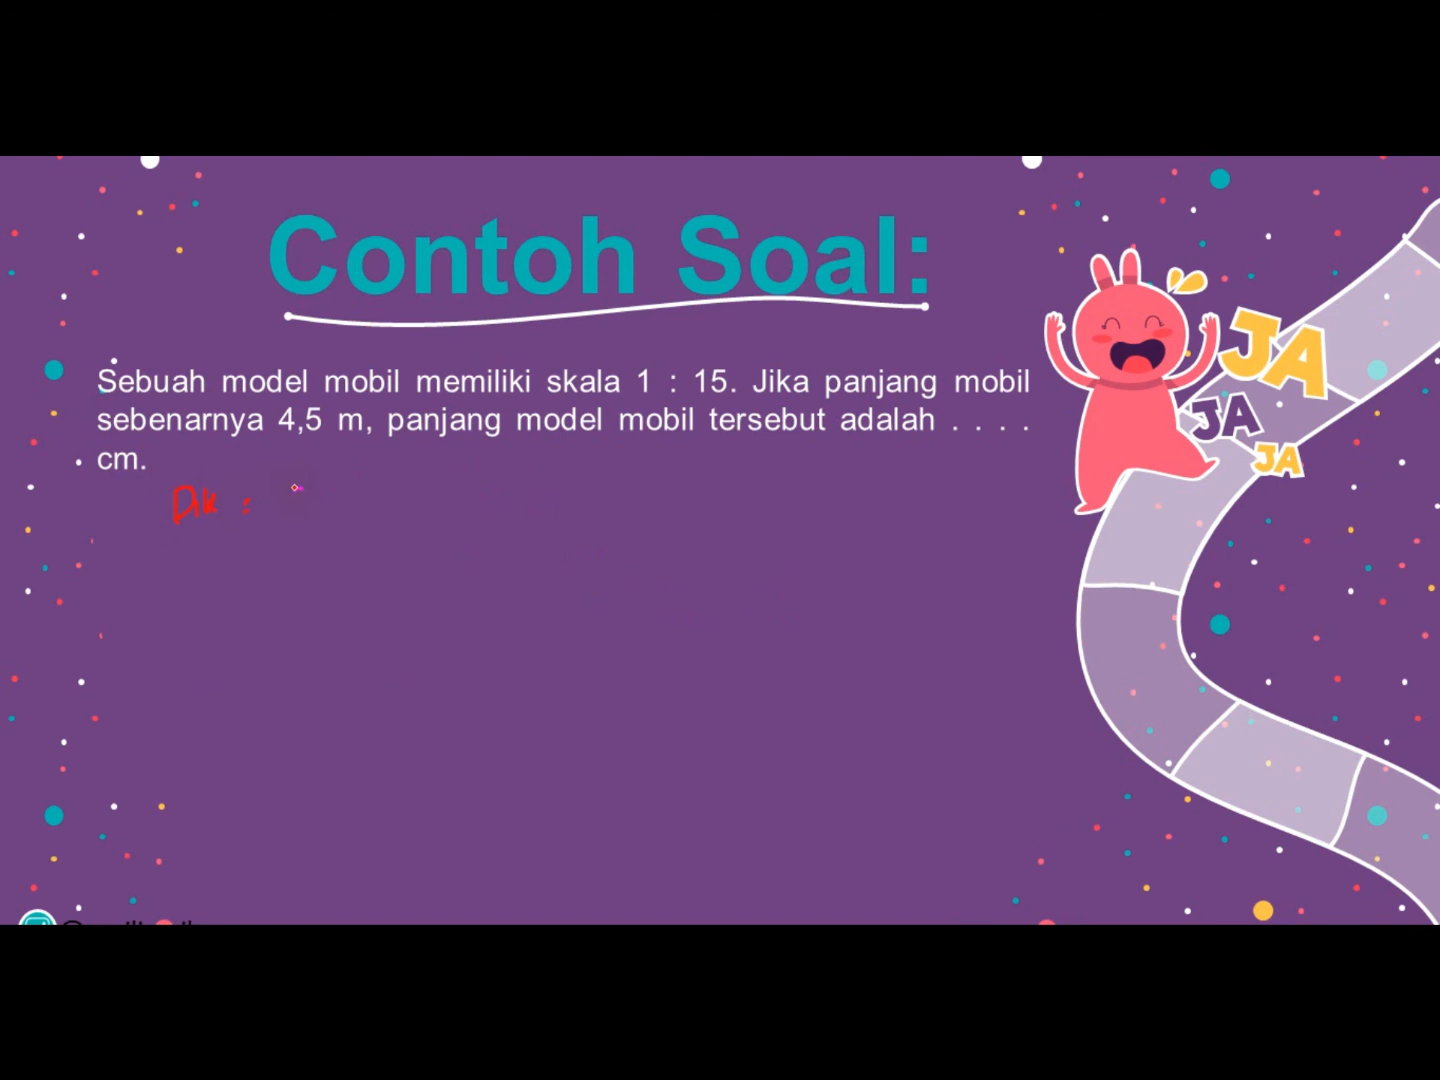 Contoh Soal:
Sebuah model mobil memiliki skala 1 : 15. Jika panjang mobil
sebenarnya 4,5 m, panjang model mobil tersebut adalah . . . .
cm.
Dik :
JA
JA
JA